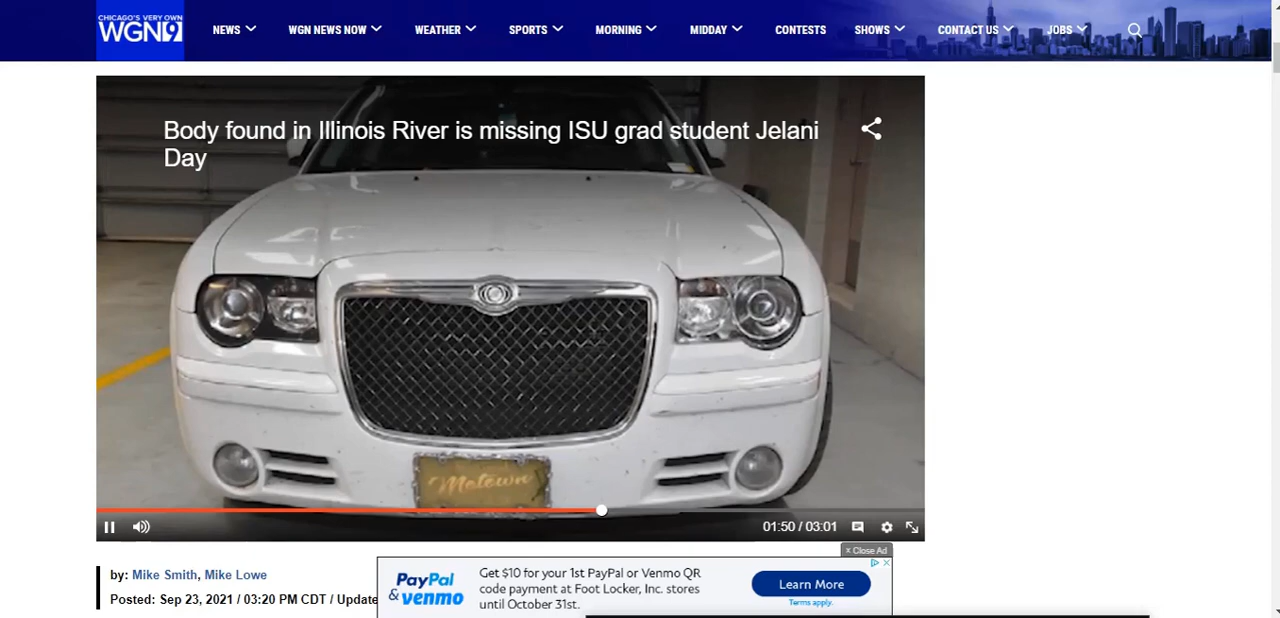 CHICAGO'S VERY OWN
WGN9
NEWS
WGN NEWS NOW
WEATHER
SPORTS
MORNING
MIDDAY
CONTESTS
SHOWS
CONTACT US
JOBS
Body found in Illinois River is missing ISU grad student Jelani
Day
Motown
01:50 / 03:01
x Close Ad
by: Mike Smith, Mike Lowe
Posted: Sep 23, 2021 / 03:20 PM CDT / Update
PayPal
& venmo
Get $10 for your 1st PayPal or Venmo QR
code payment at Foot Locker, Inc. stores
until October 31st.
Learn More
Terms apply.